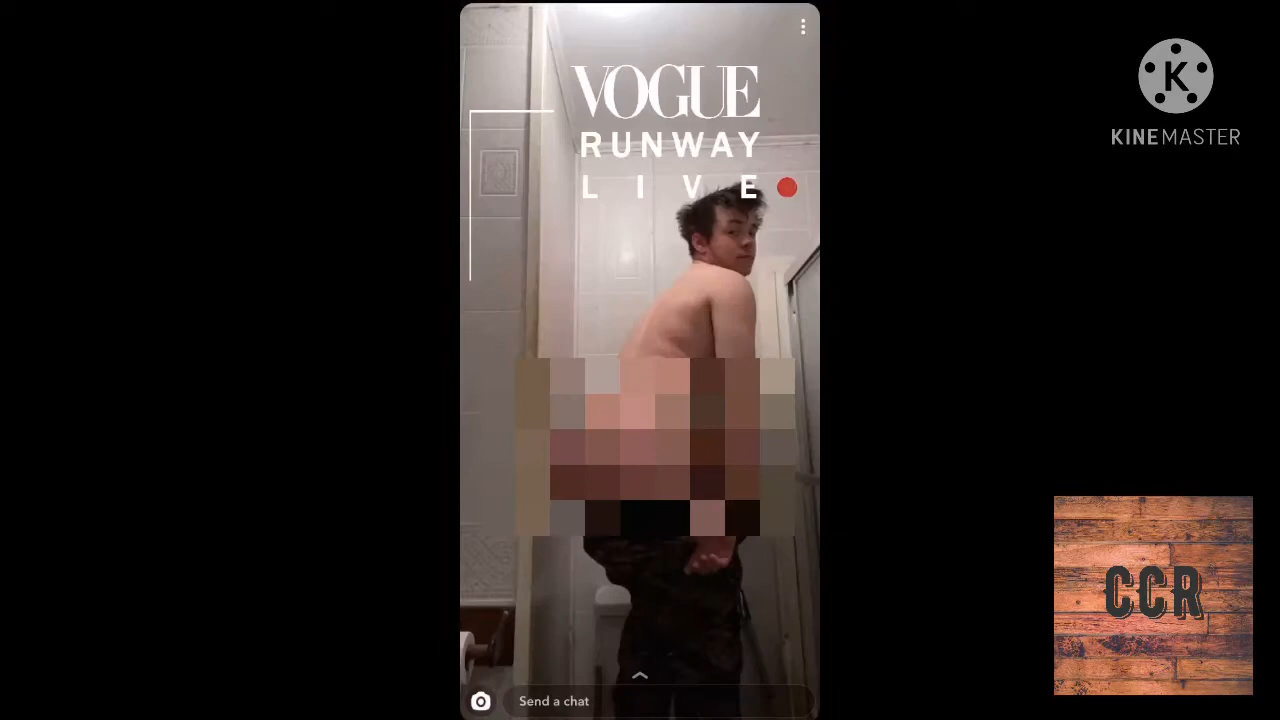 VOGUE
RUNWAY
LIVE
K
KINEMASTER
CCR
Send a chat